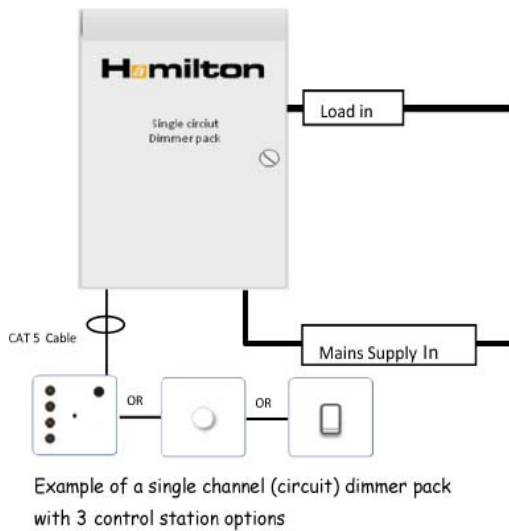 Hamilton
Single circiut
Dimmer pack
Load in
CAT 5 Cable
Mains Supply In
OR
OR
Example of a single channel (circuit) dimmer pack
with 3 control station options